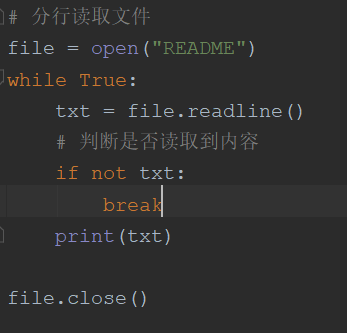 # 分行读取文件
file = open("README")
while True:
    txt = file.readline()
    # 判断是否读取到内容
    if not txt:
        break
    print(txt)
file.close()